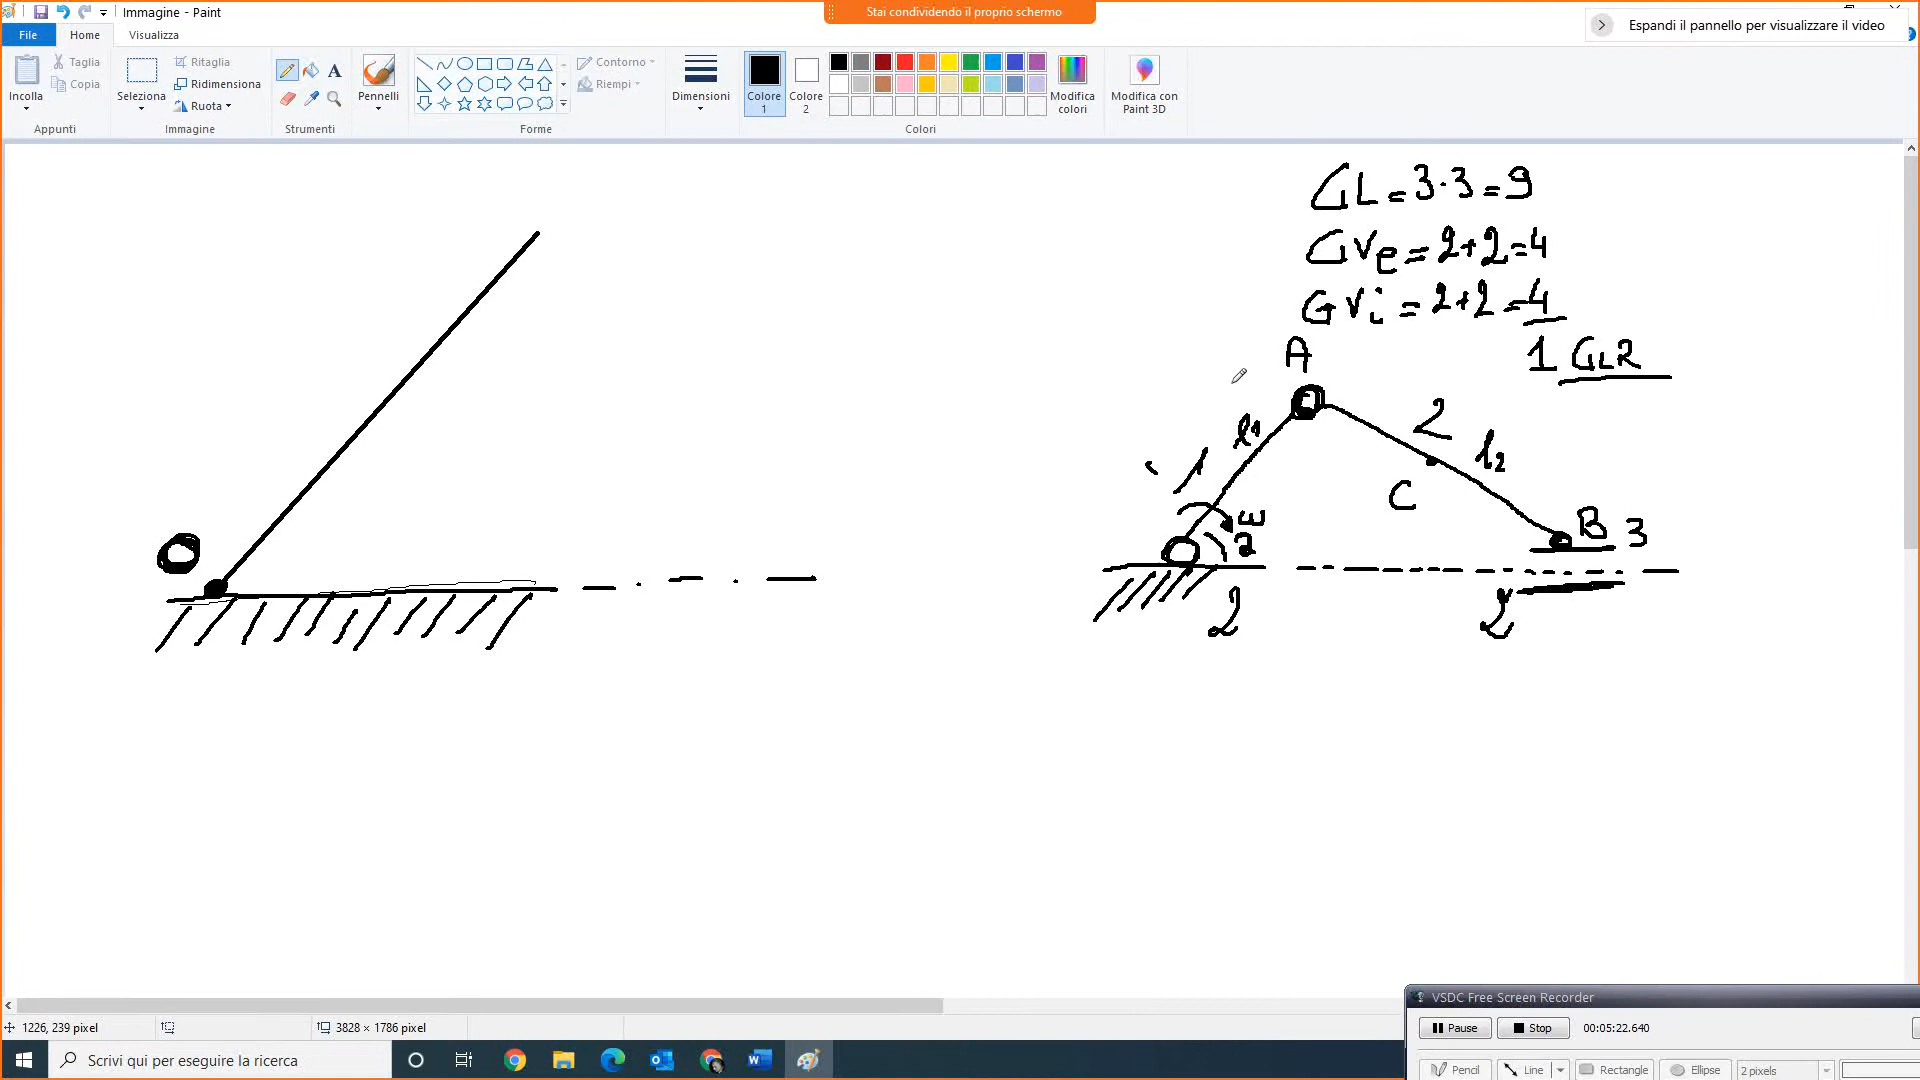 Immagine - Paint
Stai condividendo il proprio schermo
Espandi il pannello per visualizzare il video
File
Home
Visualizza
Incolla
Taglia
Copia
Appunti
Seleziona
Ritaglia
Ridimensiona
Ruota
Immagine
Strumenti
Pennelli
Contorno
Riempi
Forme
Dimensioni
Colore 1
Colore 2
Modifica colori
Colori
Modifica con Paint 3D
GL=3·3=9
GVe=2+2=4
GVi=2+2=4
1 GLR
A
l1
1
2
l2
C
ω
B
3
2
2
O
1226, 239 pixel
3828 × 1786 pixel
VSDC Free Screen Recorder
Pause
Stop
00:05:22.640
Pencil
Line
Rectangle
Ellipse
2 pixels
Scrivi qui per eseguire la ricerca